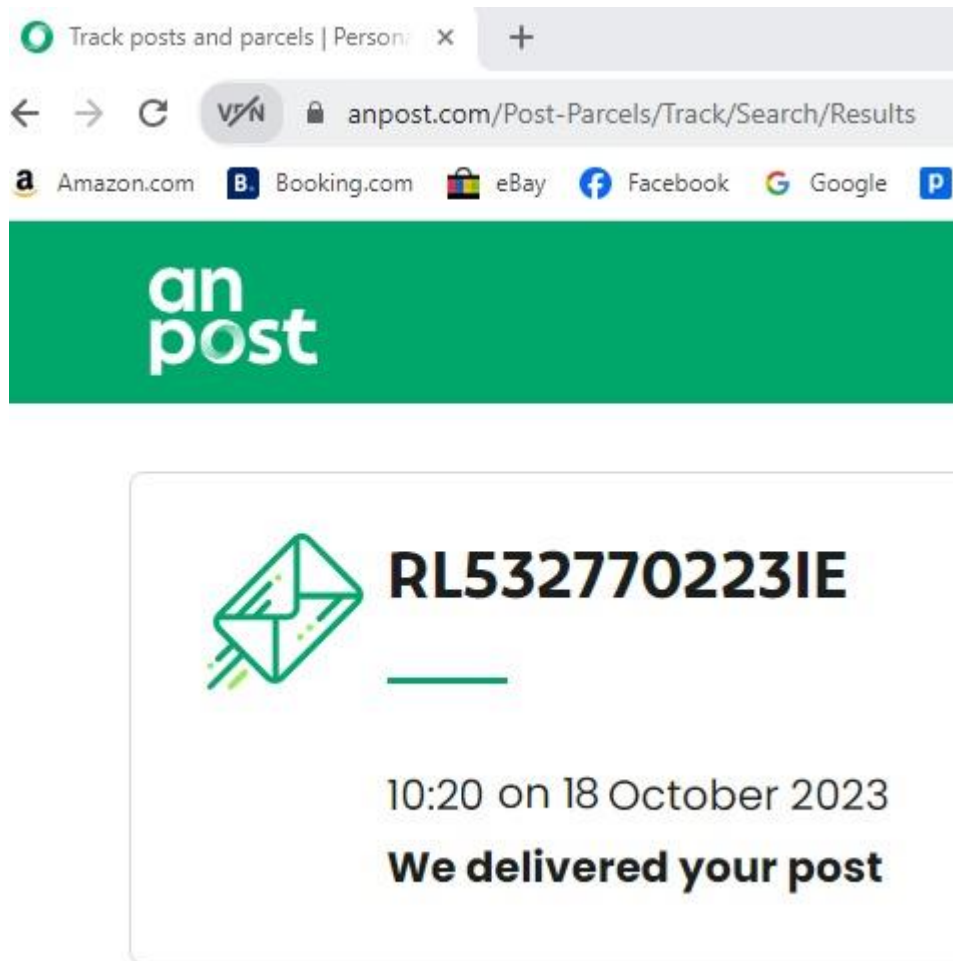 Track posts and parcels | Person
VPN anpost.com/Post-Parcels/Track/Search/Results
a Amazon.com B. Booking.com eBay Facebook G Google P
an
post
RL532770223IE
10:20 on 18 October 2023
We delivered your post